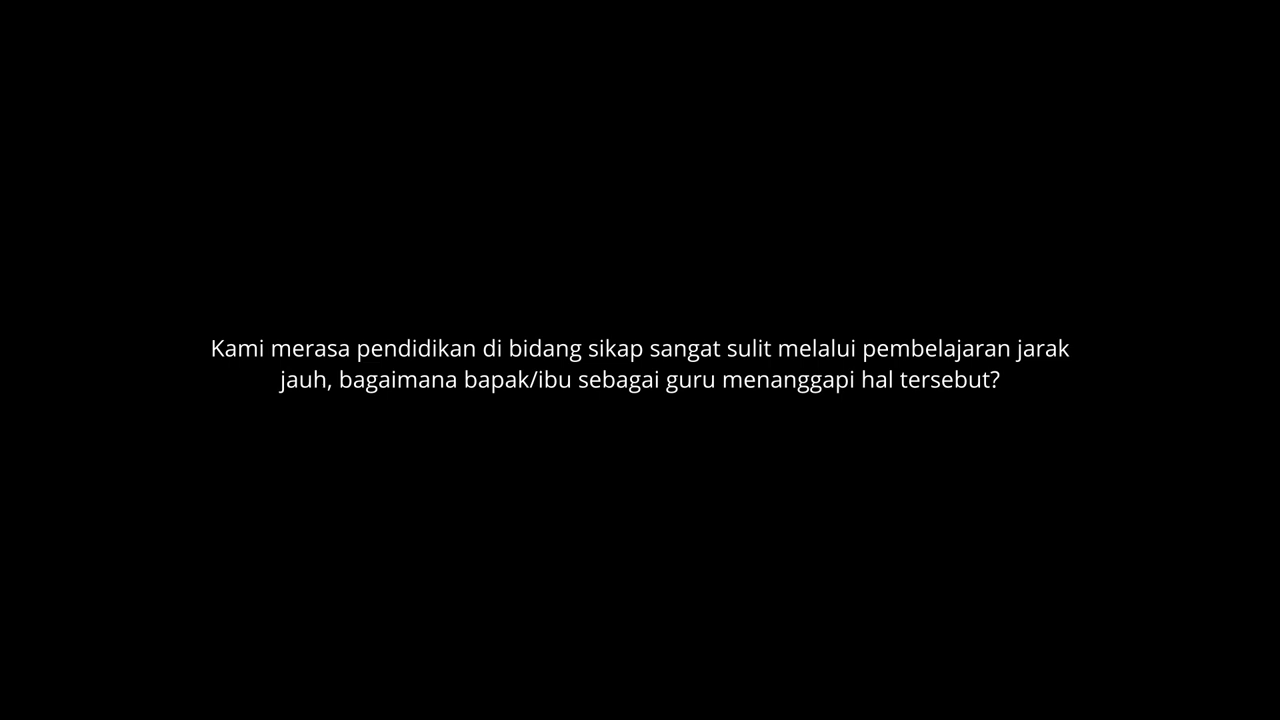 Kami merasa pendidikan di bidang sikap sangat sulit melalui pembelajaran jarak
jauh, bagaimana bapak/ibu sebagai guru menanggapi hal tersebut?